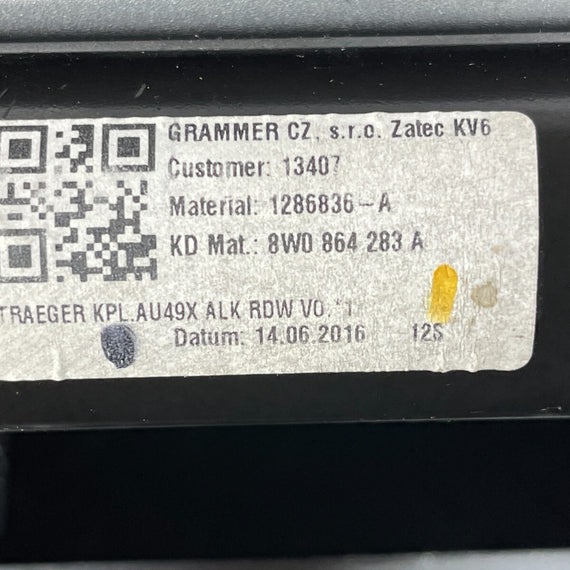 GRAMMER CZ, s.r.o. Zatec KV6
Customer: 13407
Material: 1286836-A
KD Mat.: 8W0 864 283 A
TRAEGER KPL.AU49X ALK RDW VO.*1
Datum: 14.06.2016 12S